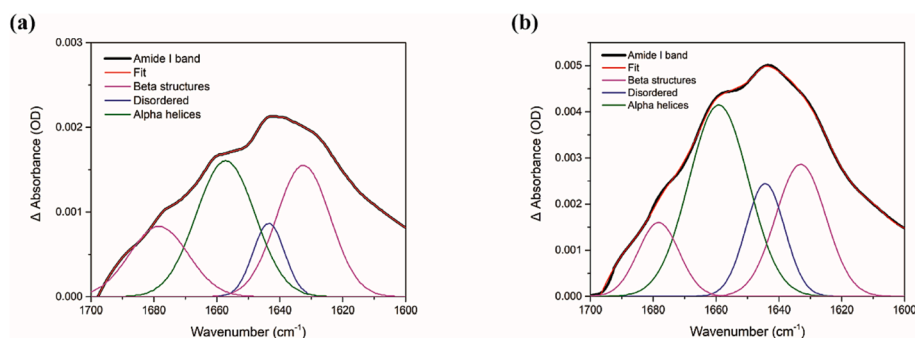 (a)
0.003
0.002
0.001
0.000
Δ Absorbance (OD)
Amide I band
Fit
Beta structures
Disordered
Alpha helices
1700 1680 1660 1640 1620 1600
Wavenumber (cm⁻¹)
(b)
0.005
0.004
0.003
0.002
0.001
0.000
Δ Absorbance (OD)
Amide I band
Fit
Beta structures
Disordered
Alpha helices
1700 1680 1660 1640 1620 1600
Wavenumber (cm⁻¹)